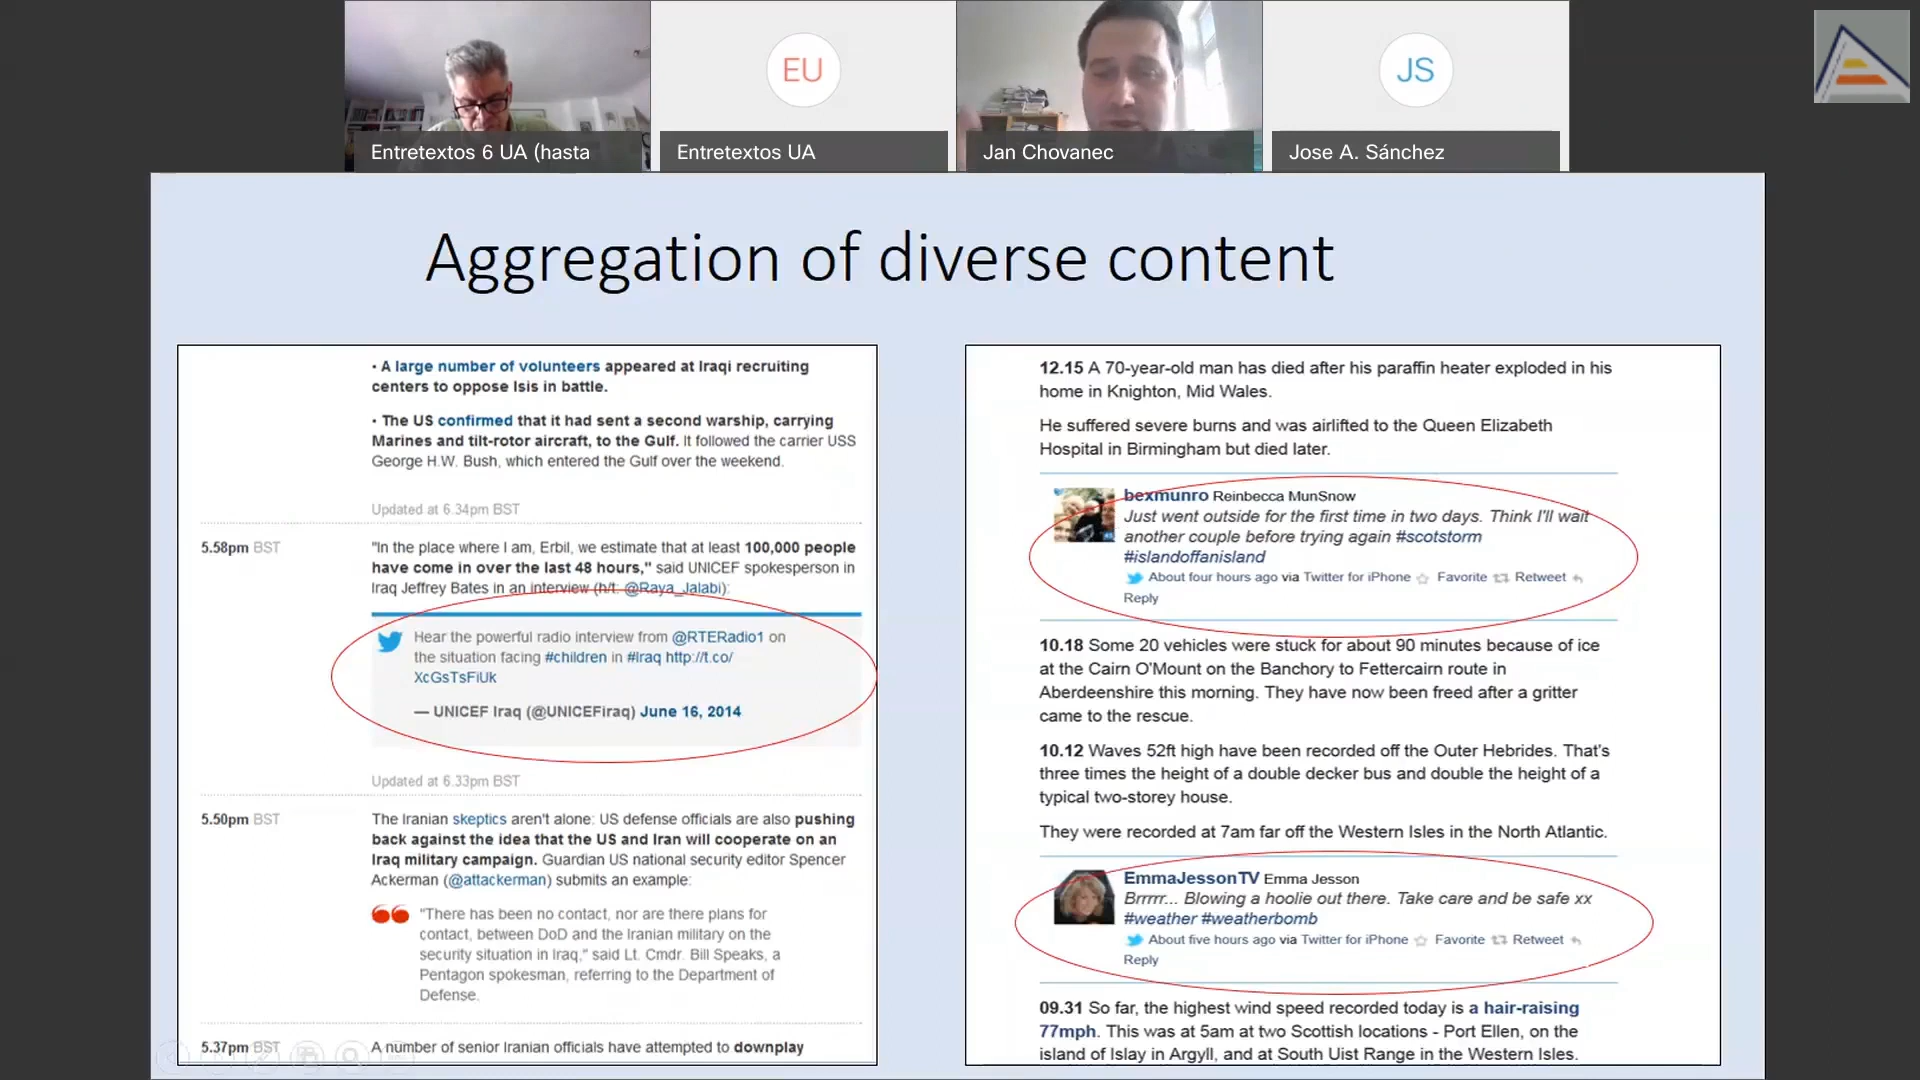 EU
JS
Entretextos 6 UA (hasta
Entretextos UA
Jan Chovanec
Jose A. Sánchez
Aggregation of diverse content
• A large number of volunteers appeared at Iraqi recruiting
centers to oppose Isis in battle.
• The US confirmed that it had sent a second warship, carrying
Marines and tilt-rotor aircraft, to the Gulf. It followed the carrier USS
George H.W. Bush, which entered the Gulf over the weekend.
Updated at 6.34pm BST
5.58pm BST
"In the place where I am, Erbil, we estimate that at least 100,000 people
have come in over the last 48 hours," said UNICEF spokesperson in
Iraq Jeffrey Bates in an interview (h/t: @Raya_Jalabi):
Hear the powerful radio interview from @RTERadio1 on
the situation facing #children in #Iraq http://t.co/
XcGsTsFiUk
— UNICEF Iraq (@UNICEFiraq) June 16, 2014
Updated at 6.33pm BST
5.50pm BST
The Iranian skeptics aren't alone: US defense officials are also pushing
back against the idea that the US and Iran will cooperate on an
Iraq military campaign. Guardian US national security editor Spencer
Ackerman (@attackerman) submits an example:
"There has been no contact, nor are there plans for
contact, between DoD and the Iranian military on the
security situation in Iraq," said Lt. Cmdr. Bill Speaks, a
Pentagon spokesman, referring to the Department of
Defense.
5.37pm BST
A number of senior Iranian officials have attempted to downplay
12.15 A 70-year-old man has died after his paraffin heater exploded in his
home in Knighton, Mid Wales.
He suffered severe burns and was airlifted to the Queen Elizabeth
Hospital in Birmingham but died later.
bexmunro Reinbecca MunSnow
Just went outside for the first time in two days. Think I'll wait
another couple before trying again #scotstorm
#islandoffanisland
About four hours ago via Twitter for iPhone Favorite Retweet
Reply
10.18 Some 20 vehicles were stuck for about 90 minutes because of ice
at the Cairn O'Mount on the Banchory to Fettercairn route in
Aberdeenshire this morning. They have now been freed after a gritter
came to the rescue.
10.12 Waves 52ft high have been recorded off the Outer Hebrides. That's
three times the height of a double decker bus and double the height of a
typical two-storey house.
They were recorded at 7am far off the Western Isles in the North Atlantic.
EmmaJessonTV Emma Jesson
Brrrrr... Blowing a hoolie out there. Take care and be safe xx
#weather #weatherbomb
About five hours ago via Twitter for iPhone Favorite Retweet
Reply
09.31 So far, the highest wind speed recorded today is a hair-raising
77mph. This was at 5am at two Scottish locations - Port Ellen, on the
island of Islay in Argyll, and at South Uist Range in the Western Isles.